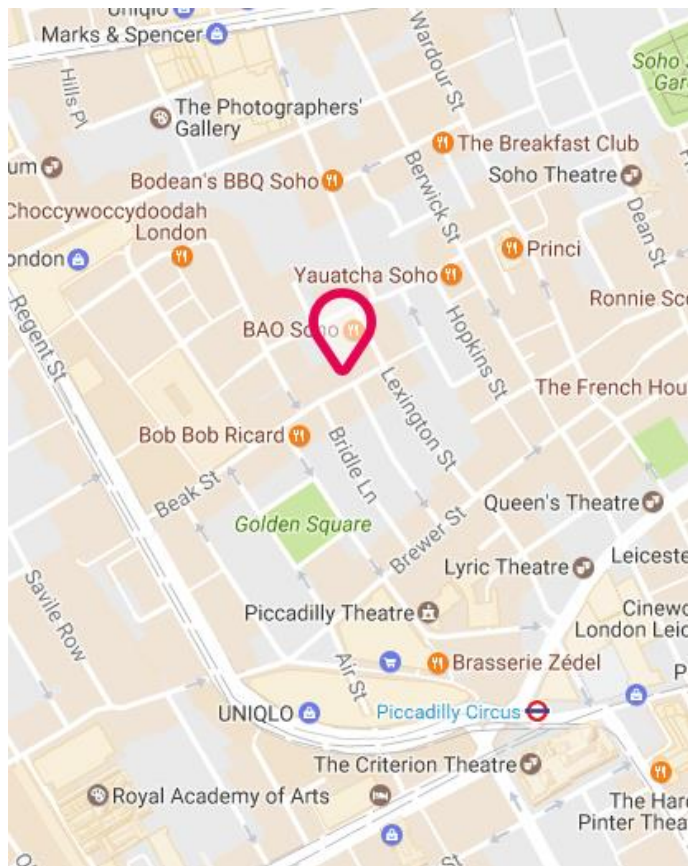 Uniqlo
Marks & Spencer
Hills Pl
Wardour St
Soho
The Photographers'
Gallery
The Breakfast Club
Bodean's BBQ Soho
Berwick St
Soho Theatre
Dean St
Choccywoccydoodah
London
Princi
Yauatcha Soho
Regent St
BAO Soho
Hopkins St
Ronnie
The French
Lexington St
Bob Bob Ricard
Bridle Ln
Beak St
Golden Square
Queen's Theatre
Brewer St
Lyric Theatre
Savile Row
Piccadilly Theatre
London
Air St
Brasserie Zédel
UNIQLO
Piccadilly Circus
The Criterion Theatre
Royal Academy of Arts
The
Pinter
St